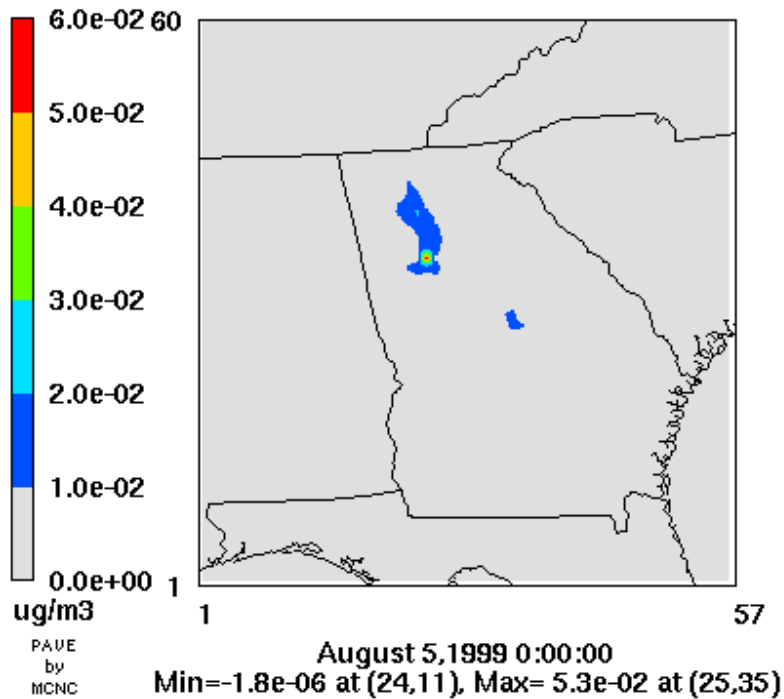 6.0e-02
60
5.0e-02
4.0e-02
3.0e-02
2.0e-02
1.0e-02
0.0e+00
1
ug/m3
1
57
PAVE
by
MCNC
August 5,1999 0:00:00
Min=-1.8e-06 at (24,11), Max= 5.3e-02 at (25,35)